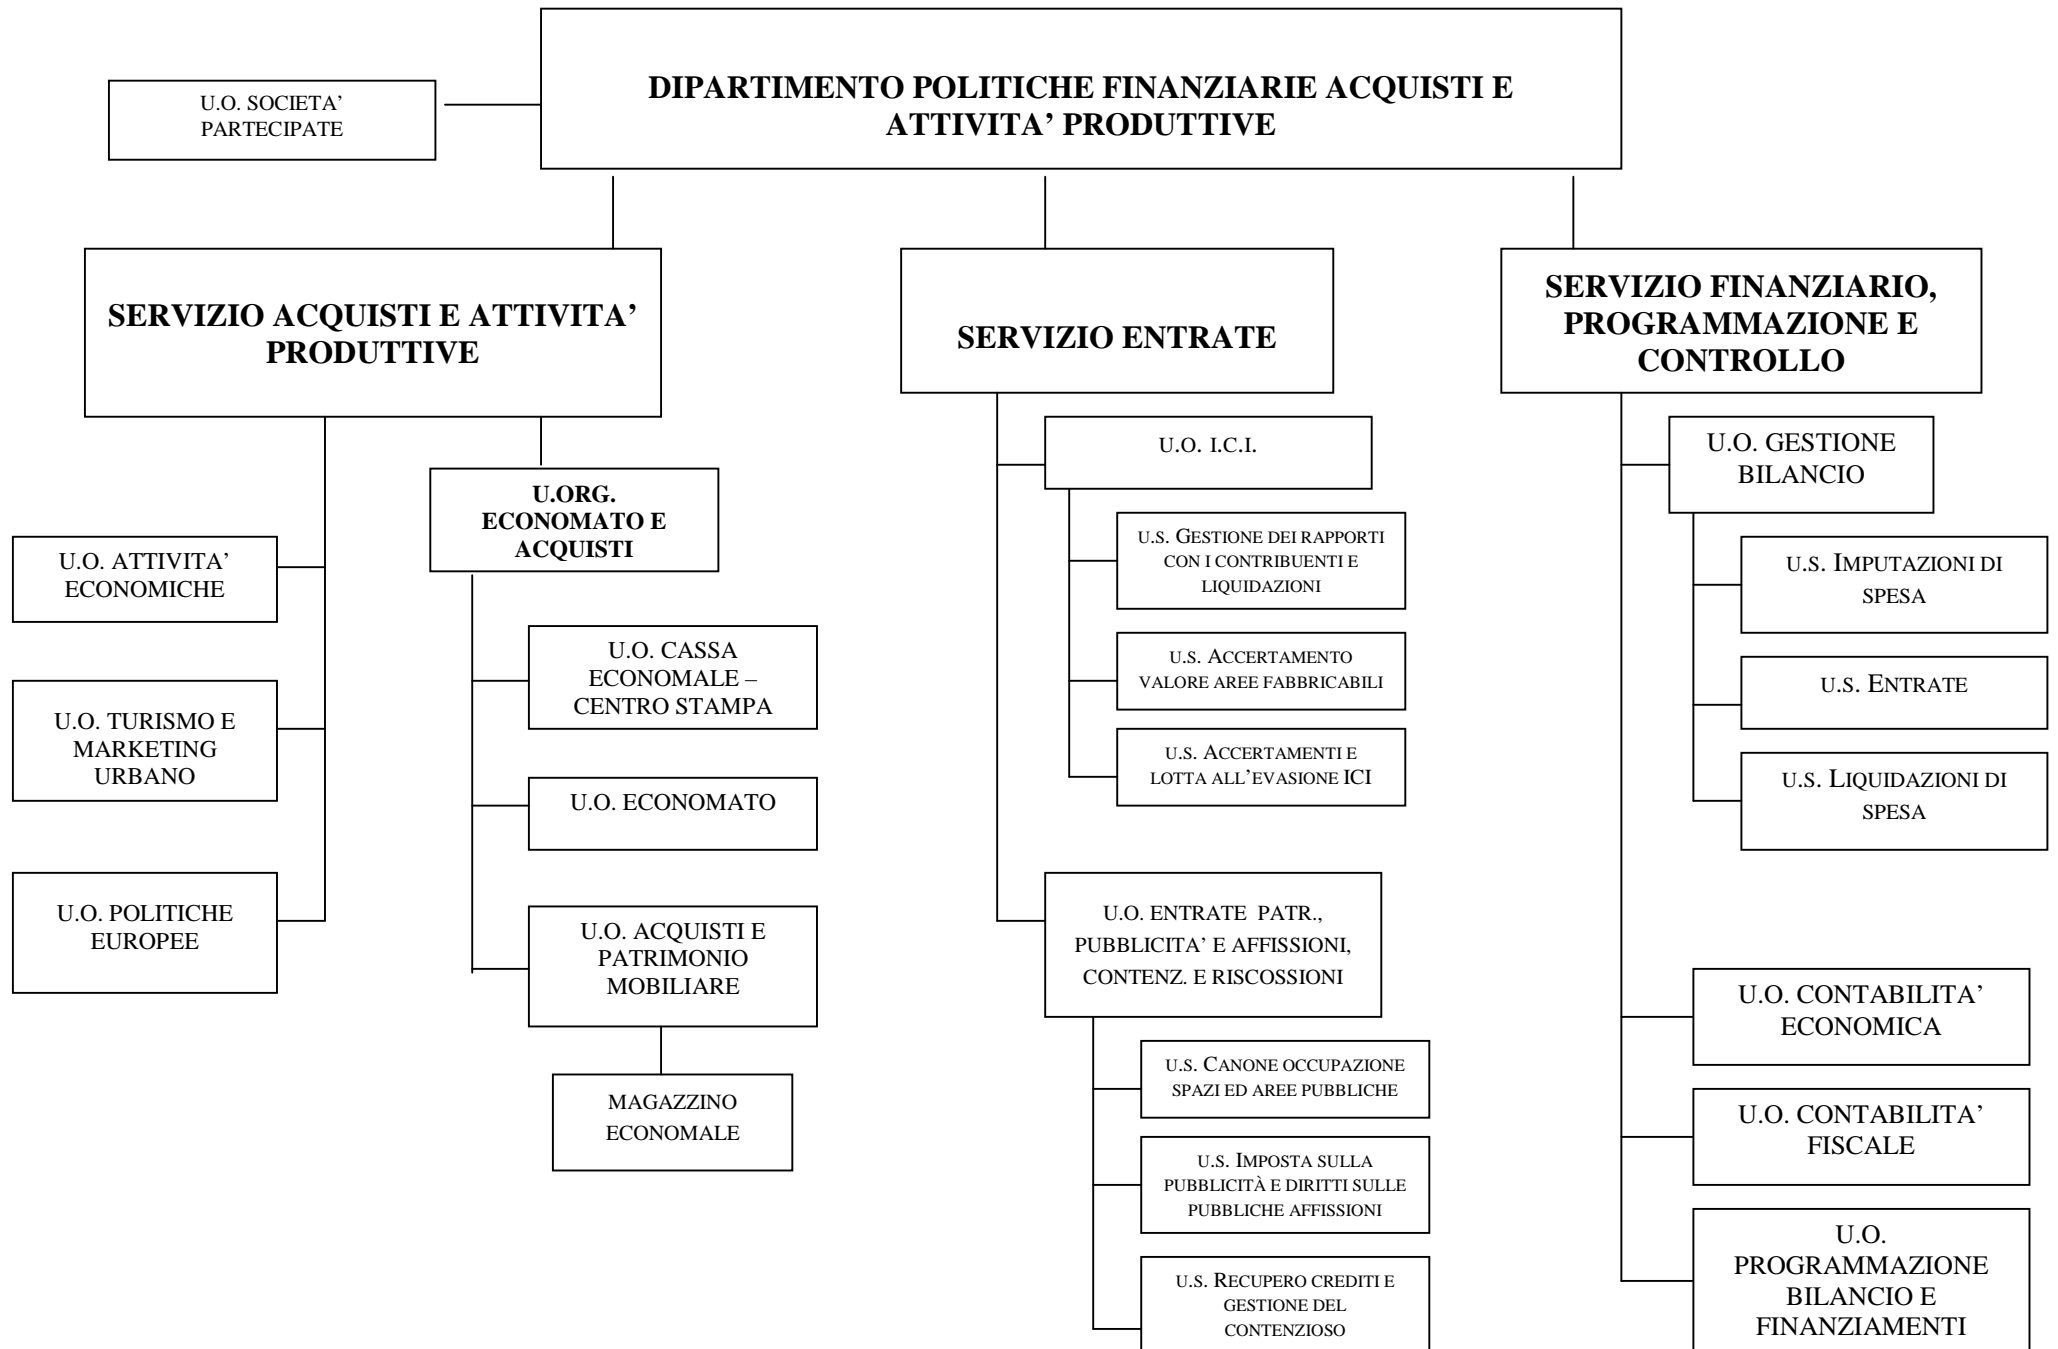 DIPARTIMENTO POLITICHE FINANZIARIE ACQUISTI E
ATTIVITA’ PRODUTTIVE
U.O. SOCIETA’
PARTECIPATE
SERVIZIO ACQUISTI E ATTIVITA’
PRODUTTIVE
U.O. ATTIVITA’
ECONOMICHE
U.O. TURISMO E
MARKETING
URBANO
U.O. POLITICHE
EUROPEE
U.ORG.
ECONOMATO E
ACQUISTI
U.O. CASSA
ECONOMALE –
CENTRO STAMPA
U.O. ECONOMATO
U.O. ACQUISTI E
PATRIMONIO
MOBILIARE
MAGAZZINO
ECONOMALE
SERVIZIO ENTRATE
U.O. I.C.I.
U.S. GESTIONE DEI RAPPORTI
CON I CONTRIBUENTI E
LIQUIDAZIONI
U.S. ACCERTAMENTO
VALORE AREE FABBRICABILI
U.S. ACCERTAMENTI E
LOTTA ALL’EVASIONE ICI
U.O. ENTRATE PATR.,
PUBBLICITA’ E AFFISSIONI,
CONTENZ. E RISCOSSIONI
U.S. CANONE OCCUPAZIONE
SPAZI ED AREE PUBBLICHE
U.S. IMPOSTA SULLA
PUBBLICITÀ E DIRITTI SULLE
PUBBLICHE AFFISSIONI
U.S. RECUPERO CREDITI E
GESTIONE DEL
CONTENZIOSO
SERVIZIO FINANZIARIO,
PROGRAMMAZIONE E
CONTROLLO
U.O. GESTIONE
BILANCIO
U.S. IMPUTAZIONI DI
SPESA
U.S. ENTRATE
U.S. LIQUIDAZIONI DI
SPESA
U.O. CONTABILITA’
ECONOMICA
U.O. CONTABILITA’
FISCALE
U.O.
PROGRAMMAZIONE
BILANCIO E
FINANZIAMENTI